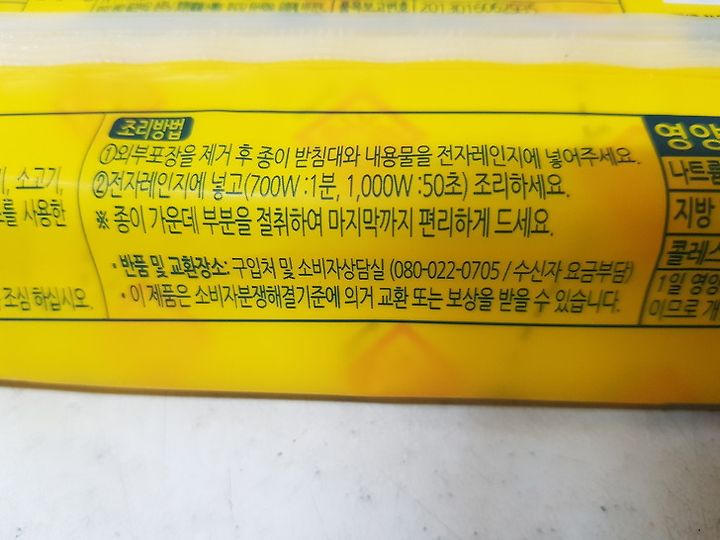 품목보고번호
조리방법
①외부포장을 제거 후 종이 받침대와 내용물을 전자레인지에 넣어주세요.
②전자레인지에 넣고(700W :1분, 1,000W :50초) 조리하세요.
※ 종이 가운데 부분을 절취하여 마지막까지 편리하게 드세요.
· 반품 및 교환장소: 구입처 및 소비자상담실 (080-022-0705 / 수신자 요금부담)
· 이 제품은 소비자분쟁해결기준에 의거 교환 또는 보상을 받을 수 있습니다.
소고기,
를 사용한
조심 하십시오.
영양
나트륨
지방
콜레스
1일 영양
이므로 개